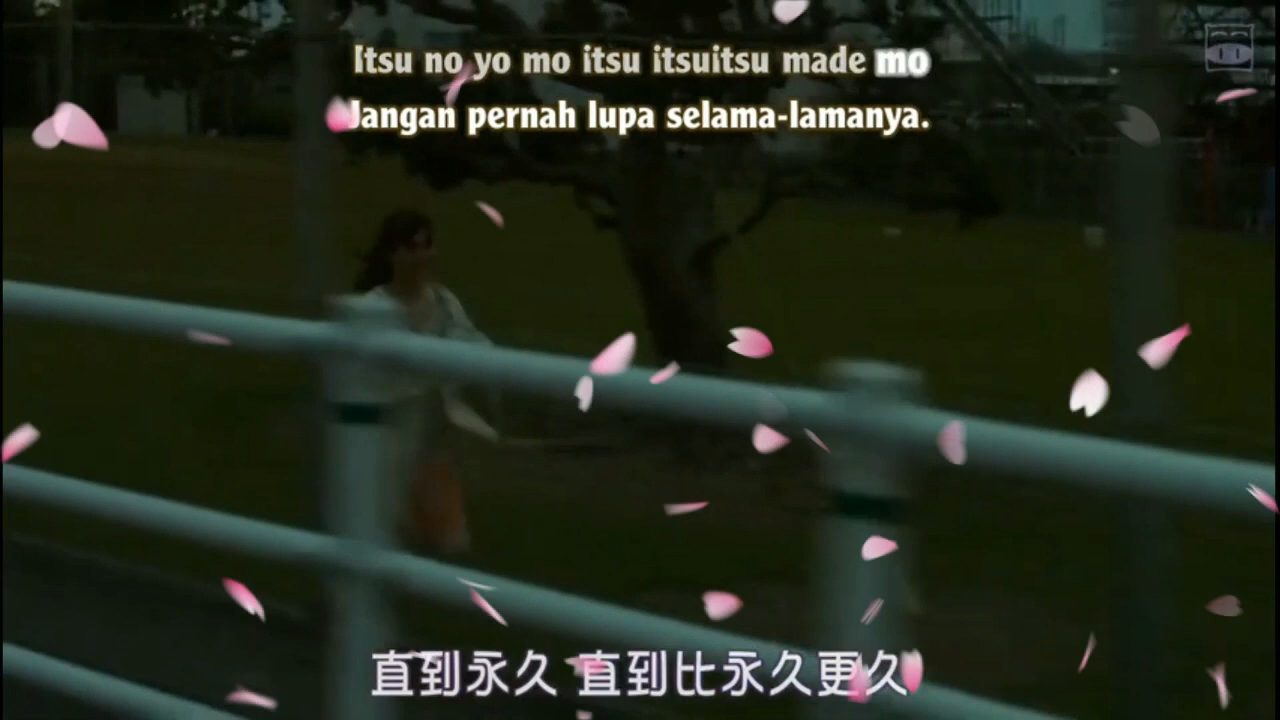 Itsu no yo mo itsu itsuitsu made mo
Jangan pernah lupa selama-lamanya.
直到永久 直到比永久更久